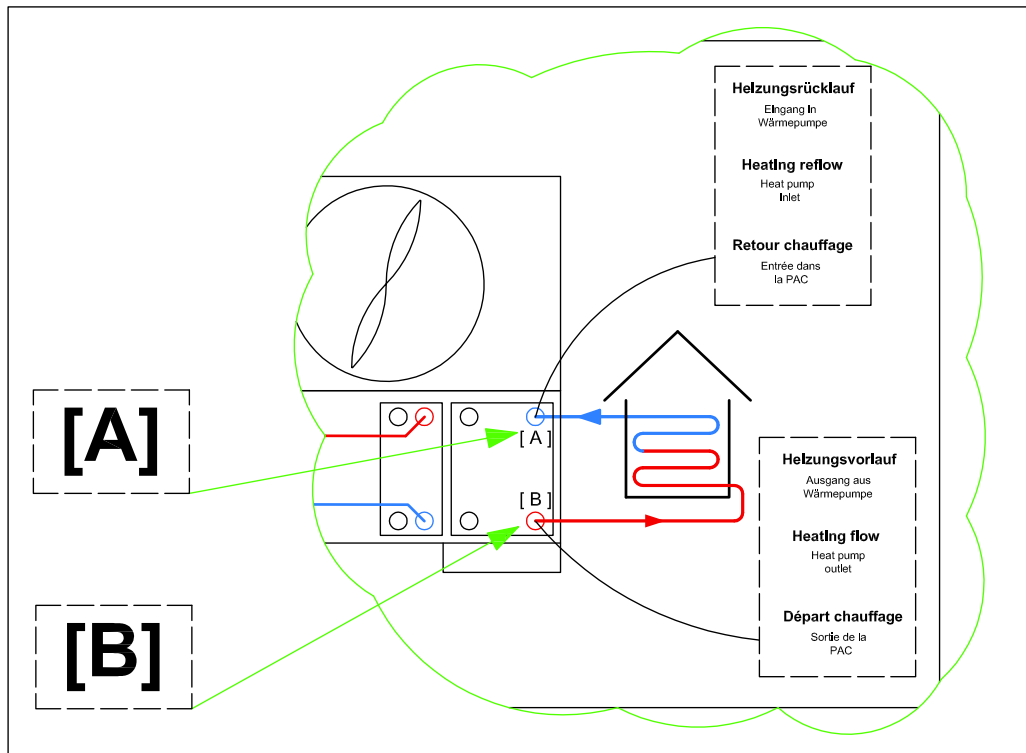 Heizungsrücklauf
Eingang in
Wärmepumpe
Heating reflow
Heat pump
Inlet
Retour chauffage
Entrée dans
la PAC
[A]
[ A ]
[ B ]
[B]
Heizungsvorlauf
Ausgang aus
Wärmepumpe
Heating flow
Heat pump
outlet
Départ chauffage
Sortie de la
PAC